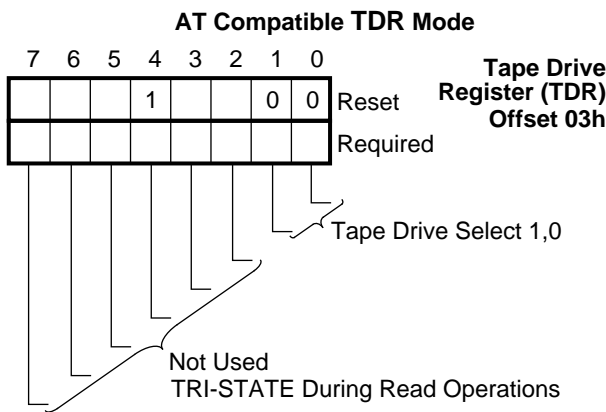 AT Compatible TDR Mode
7 6 5 4 3 2 1 0
Tape Drive
Register (TDR)
Offset 03h
1 0 0 Reset
Required
Tape Drive Select 1,0
Not Used
TRI-STATE During Read Operations